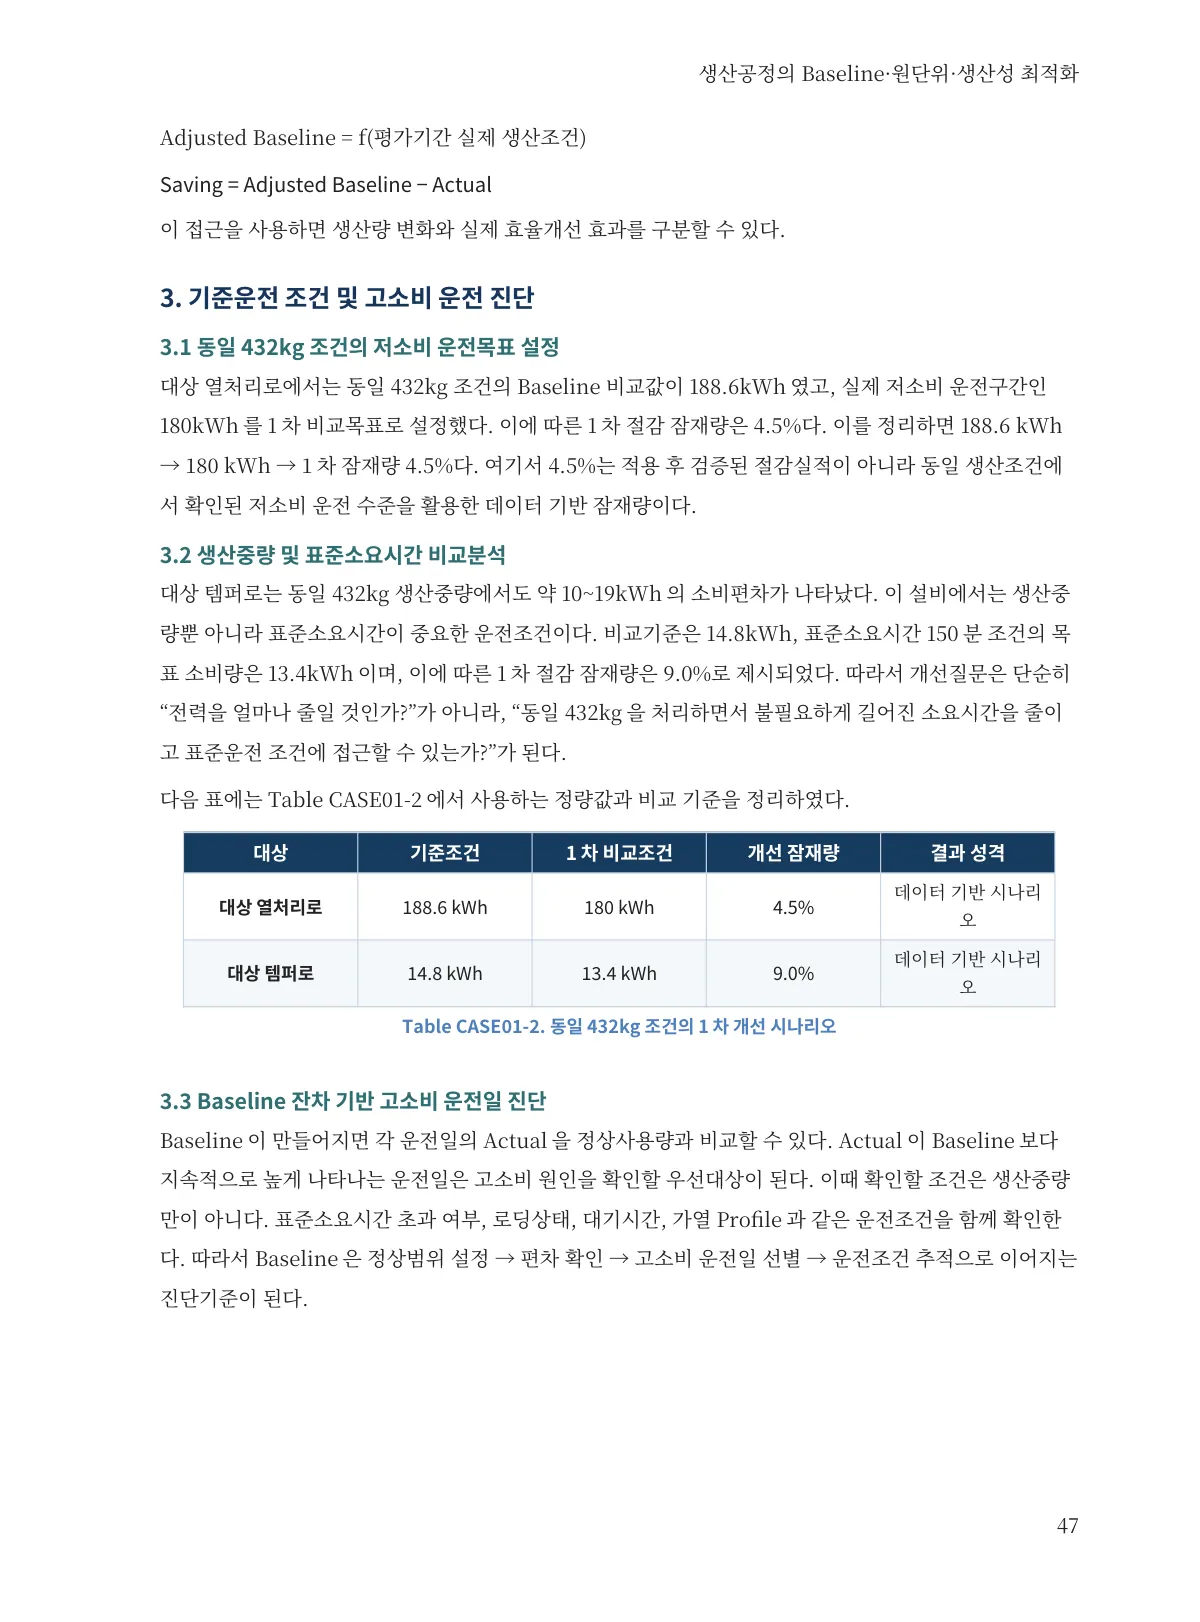 생산공정의 Baseline·원단위·생산성 최적화
Adjusted Baseline = f(평가기간 실제 생산조건)
Saving = Adjusted Baseline − Actual
이 접근을 사용하면 생산량 변화와 실제 효율개선 효과를 구분할 수 있다.
3. 기준운전 조건 및 고소비 운전 진단
3.1 동일 432kg 조건의 저소비 운전목표 설정
대상 열처리로에서는 동일 432kg 조건의 Baseline 비교값이 188.6kWh 였고, 실제 저소비 운전구간인
180kWh 를 1 차 비교목표로 설정했다. 이에 따른 1 차 절감 잠재량은 4.5%다. 이를 정리하면 188.6 kWh
→ 180 kWh → 1 차 잠재량 4.5%다. 여기서 4.5%는 적용 후 검증된 절감실적이 아니라 동일 생산조건에
서 확인된 저소비 운전 수준을 활용한 데이터 기반 잠재량이다.
3.2 생산중량 및 표준소요시간 비교분석
대상 템퍼로는 동일 432kg 생산중량에서도 약 10~19kWh 의 소비편차가 나타났다. 이 설비에서는 생산중
량뿐 아니라 표준소요시간이 중요한 운전조건이다. 비교기준은 14.8kWh, 표준소요시간 150 분 조건의 목
표 소비량은 13.4kWh 이며, 이에 따른 1 차 절감 잠재량은 9.0%로 제시되었다. 따라서 개선질문은 단순히
“전력을 얼마나 줄일 것인가?”가 아니라, “동일 432kg 을 처리하면서 불필요하게 길어진 소요시간을 줄이
고 표준운전 조건에 접근할 수 있는가?”가 된다.
다음 표에는 Table CASE01-2 에서 사용하는 정량값과 비교 기준을 정리하였다.
대상 기준조건 1 차 비교조건 개선 잠재량 결과 성격
대상 열처리로 188.6 kWh 180 kWh 4.5% 데이터 기반 시나리
오
대상 템퍼로 14.8 kWh 13.4 kWh 9.0% 데이터 기반 시나리
오
Table CASE01-2. 동일 432kg 조건의 1 차 개선 시나리오
3.3 Baseline 잔차 기반 고소비 운전일 진단
Baseline 이 만들어지면 각 운전일의 Actual 을 정상사용량과 비교할 수 있다. Actual 이 Baseline 보다
지속적으로 높게 나타나는 운전일은 고소비 원인을 확인할 우선대상이 된다. 이때 확인할 조건은 생산중량
만이 아니다. 표준소요시간 초과 여부, 로딩상태, 대기시간, 가열 Profile 과 같은 운전조건을 함께 확인한
다. 따라서 Baseline 은 정상범위 설정 → 편차 확인 → 고소비 운전일 선별 → 운전조건 추적으로 이어지는
진단기준이 된다.
47